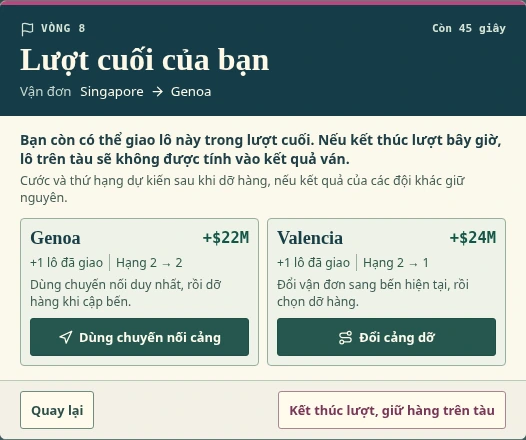 VÒNG 8
Còn 45 giây
Lượt cuối của bạn
Vận đơn Singapore → Genoa
Bạn còn có thể giao lô này trong lượt cuối. Nếu kết thúc lượt bây giờ,
lô trên tàu sẽ không được tính vào kết quả ván.
Cước và thứ hạng dự kiến sau khi dỡ hàng, nếu kết quả của các đội khác giữ
nguyên.
Genoa +$22M
+1 lô đã giao | Hạng 2 → 2
Dùng chuyến nối duy nhất, rồi dỡ
hàng khi cập bến.
Dùng chuyến nối cảng
Valencia +$24M
+1 lô đã giao | Hạng 2 → 1
Đổi vận đơn sang bến hiện tại, rồi
chọn dỡ hàng.
Đổi cảng dỡ
Quay lại
Kết thúc lượt, giữ hàng trên tàu